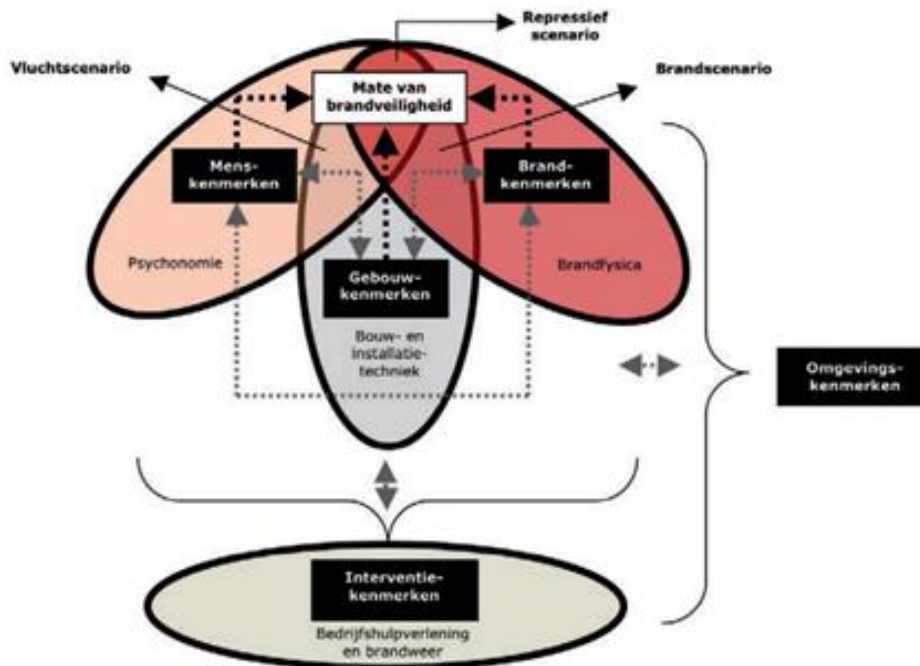 Repressief
scenario
Vluchtscenario
Brandscenario
Mate van
brandveiligheid
Mens-
kenmerken
Brand-
kenmerken
Psychonomie
Brandfysica
Gebouw-
kenmerken
Bouw- en
installatie-
techniek
Omgevings-
kenmerken
Interventie-
kenmerken
Bedrijfshulpverlening
en brandweer